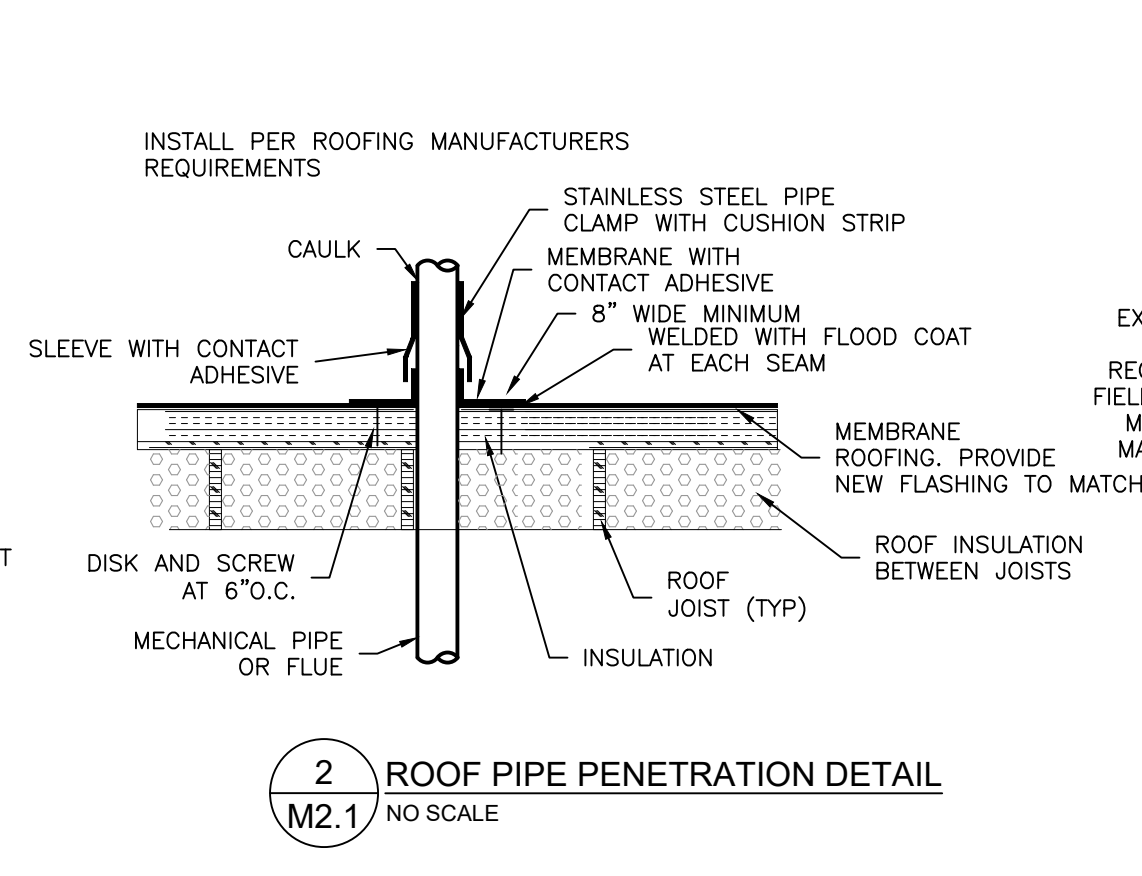 INSTALL PER ROOFING MANUFACTURERS
REQUIREMENTS
STAINLESS STEEL PIPE
CLAMP WITH CUSHION STRIP
CAULK
MEMBRANE WITH
CONTACT ADHESIVE
8" WIDE MINIMUM
WELDED WITH FLOOD COAT
AT EACH SEAM
SLEEVE WITH CONTACT
ADHESIVE
MEMBRANE
ROOFING. PROVIDE
NEW FLASHING TO MATCH
ROOF INSULATION
BETWEEN JOISTS
DISK AND SCREW
AT 6"O.C.
ROOF
JOIST (TYP)
MECHANICAL PIPE
OR FLUE
INSULATION
2
M2.1
ROOF PIPE PENETRATION DETAIL
NO SCALE